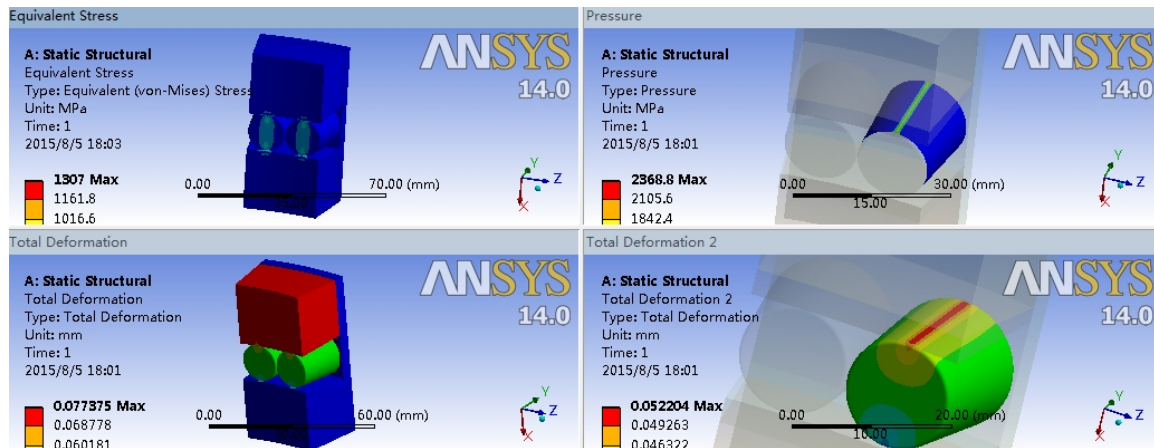 Equivalent Stress
A: Static Structural
Equivalent Stress
Type: Equivalent (von-Mises) Stress
Unit: MPa
Time: 1
2015/8/5 18:03
1307 Max
1161.8
1016.6
0.00
70.00 (mm)
ANSYS
14.0
Y
Z
X
Pressure
A: Static Structural
Pressure
Type: Pressure
Unit: MPa
Time: 1
2015/8/5 18:01
2368.8 Max
2105.6
1842.4
0.00
30.00 (mm)
15.00
ANSYS
14.0
Y
Z
X
Total Deformation
A: Static Structural
Total Deformation
Type: Total Deformation
Unit: mm
Time: 1
2015/8/5 18:01
0.077375 Max
0.068778
0.060181
0.00
60.00 (mm)
ANSYS
14.0
Y
Z
X
Total Deformation 2
A: Static Structural
Total Deformation 2
Type: Total Deformation
Unit: mm
Time: 1
2015/8/5 18:01
0.052204 Max
0.049263
0.046322
0.00
20.00 (mm)
10.00
ANSYS
14.0
Y
Z
X